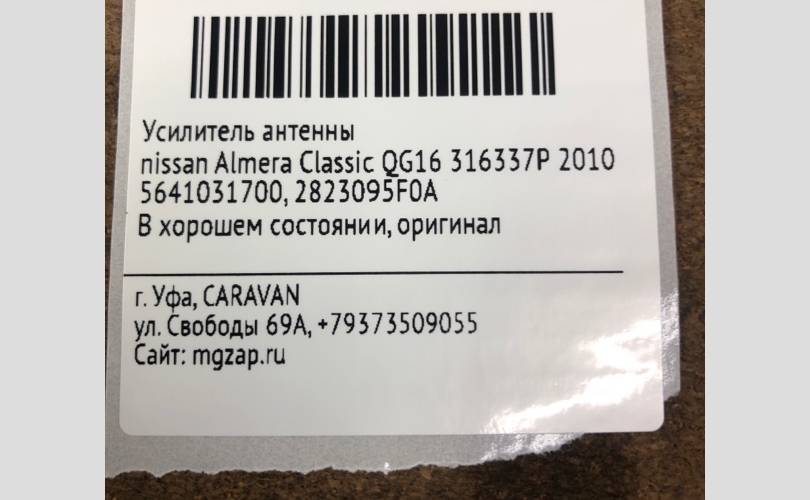 Усилитель антенны
nissan Almera Classic QG16 316337P 2010
5641031700, 2823095F0A
В хорошем состоянии, оригинал
г. Уфа, CARAVAN
ул. Свободы 69А, +79373509055
Сайт: mgzap.ru